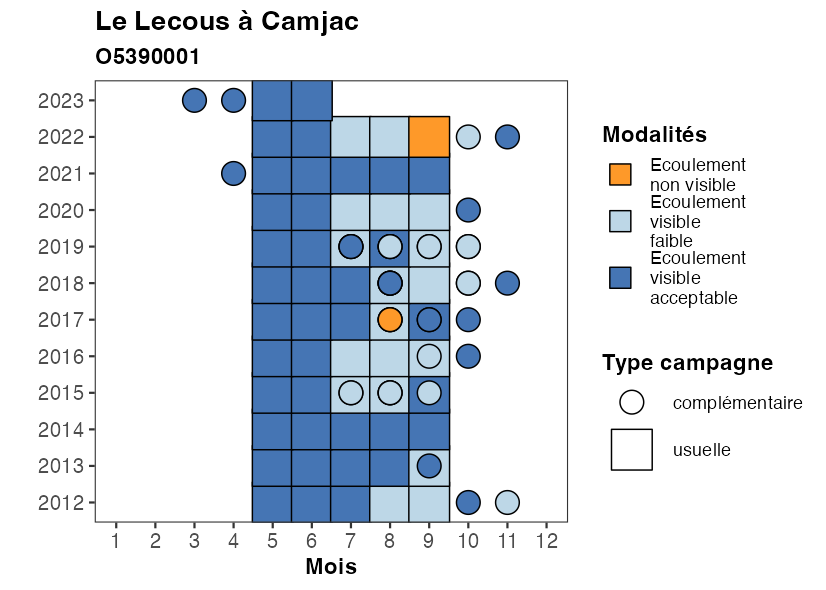 Le Lecous à Camjac
O5390001
2023
2022
2021
2020
2019
2018
2017
2016
2015
2014
2013
2012
1 2 3 4 5 6 7 8 9 10 11 12
Mois
Modalités
Ecoulement
non visible
Ecoulement
visible
faible
Ecoulement
visible
acceptable
Type campagne
complémentaire
usuelle